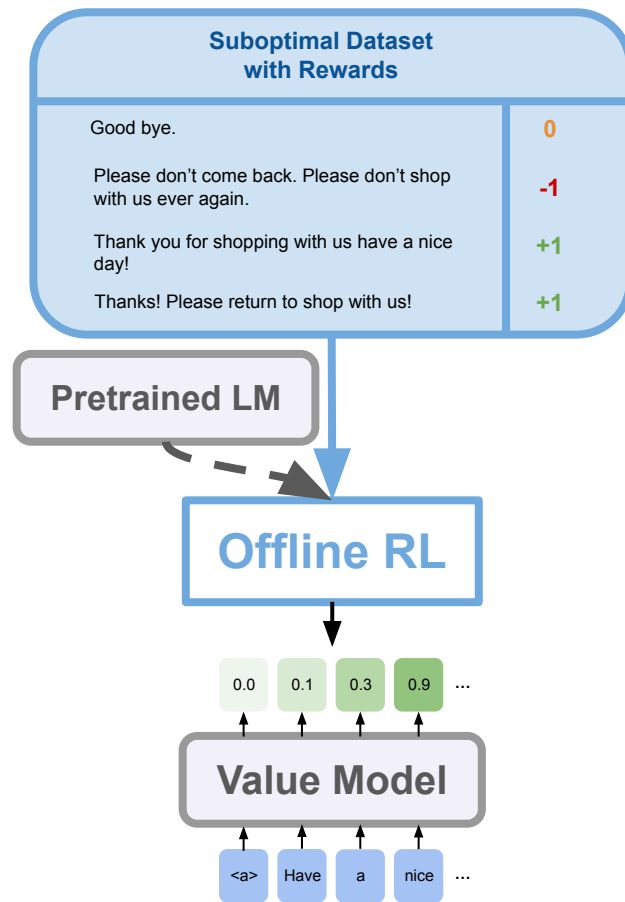 Suboptimal Dataset
with Rewards
Good bye.
0
Please don’t come back. Please don’t shop
with us ever again.
-1
Thank you for shopping with us have a nice
day!
+1
Thanks! Please return to shop with us!
+1
Pretrained LM
Offline RL
0.0 0.1 0.3 0.9 ...
Value Model
<a> Have a nice ...